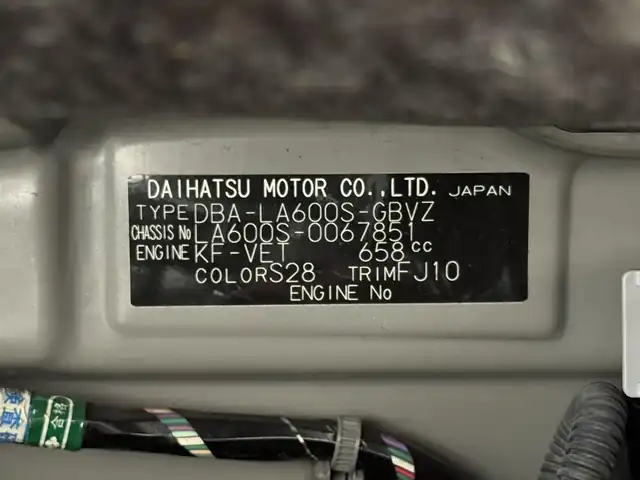 DAIHATSU MOTOR CO.,LTD. JAPAN
TYPE DBA-LA600S-GBVZ
CHASSIS No LA600S-0067851
ENGINE KF-VET 658cc
COLOR S28 TRIM FJ10
ENGINE No